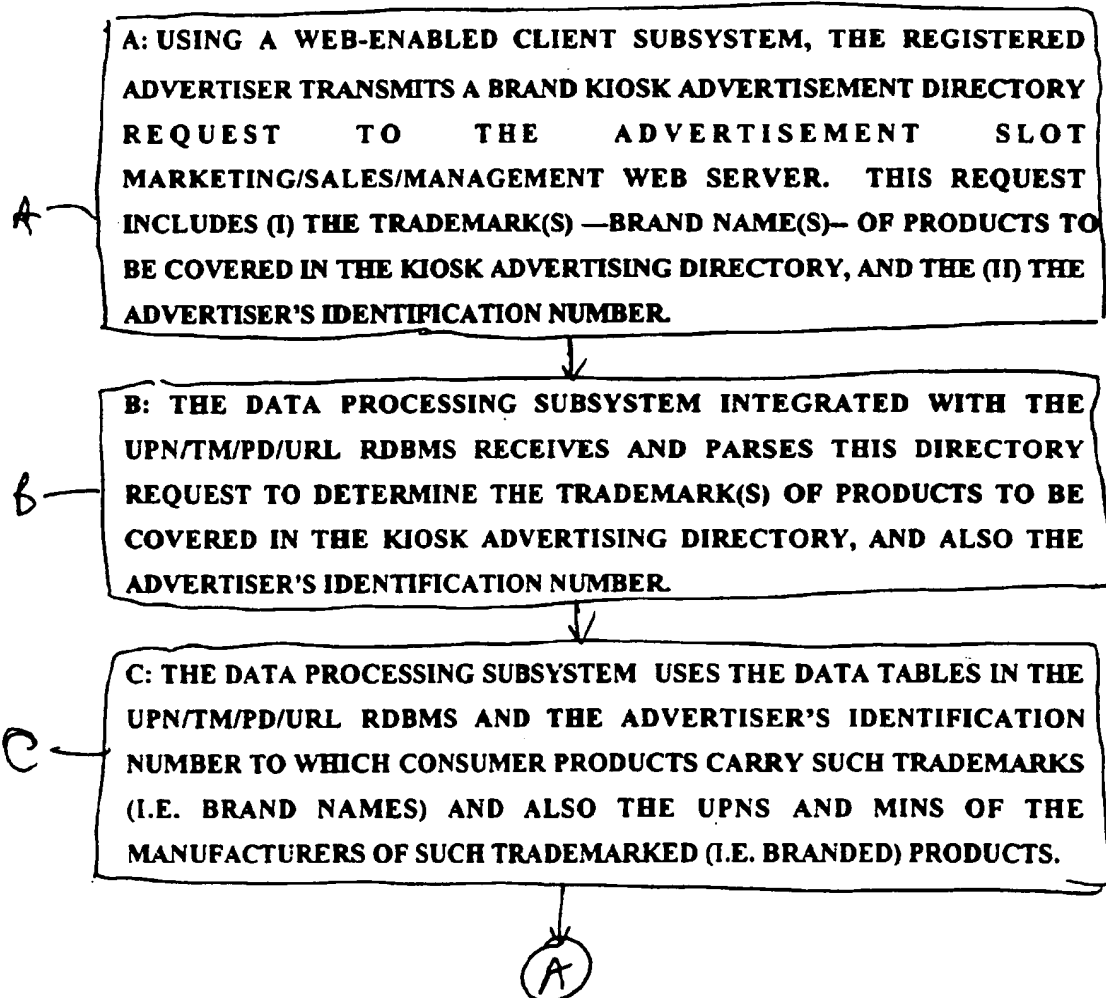 A: USING A WEB-ENABLED CLIENT SUBSYSTEM, THE REGISTERED
ADVERTISER TRANSMITS A BRAND KIOSK ADVERTISEMENT DIRECTORY
REQUEST TO THE ADVERTISEMENT SLOT
MARKETING/SALES/MANAGEMENT WEB SERVER. THIS REQUEST
A
INCLUDES (I) THE TRADEMARK(S) —BRAND NAME(S)– OF PRODUCTS TO
BE COVERED IN THE KIOSK ADVERTISING DIRECTORY, AND THE (II) THE
ADVERTISER'S IDENTIFICATION NUMBER.
B: THE DATA PROCESSING SUBSYSTEM INTEGRATED WITH THE
UPN/TM/PD/URL RDBMS RECEIVES AND PARSES THIS DIRECTORY
B
REQUEST TO DETERMINE THE TRADEMARK(S) OF PRODUCTS TO BE
COVERED IN THE KIOSK ADVERTISING DIRECTORY, AND ALSO THE
ADVERTISER'S IDENTIFICATION NUMBER.
C: THE DATA PROCESSING SUBSYSTEM USES THE DATA TABLES IN THE
UPN/TM/PD/URL RDBMS AND THE ADVERTISER'S IDENTIFICATION
C
NUMBER TO WHICH CONSUMER PRODUCTS CARRY SUCH TRADEMARKS
(I.E. BRAND NAMES) AND ALSO THE UPNS AND MINS OF THE
MANUFACTURERS OF SUCH TRADEMARKED (I.E. BRANDED) PRODUCTS.
A